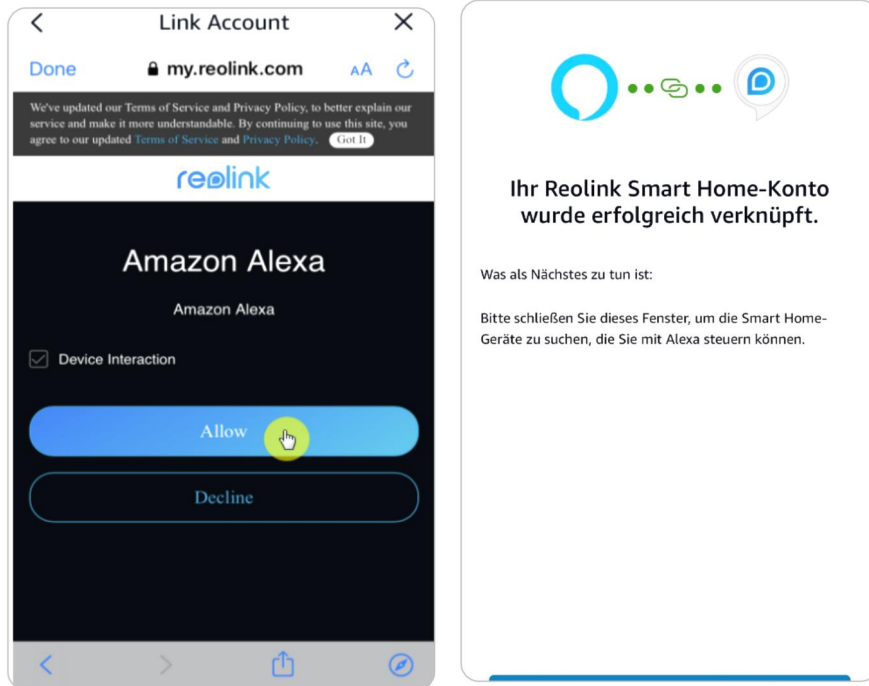 Link Account
Done
my.reolink.com
AA
We've updated our Terms of Service and Privacy Policy, to better explain our
service and make it more understandable. By continuing to use this site, you
agree to our updated Terms of Service and Privacy Policy. Got It
reolink
Amazon Alexa
Amazon Alexa
Device Interaction
Allow
Decline
Ihr Reolink Smart Home-Konto
wurde erfolgreich verknüpft.
Was als Nächstes zu tun ist:
Bitte schließen Sie dieses Fenster, um die Smart Home-
Geräte zu suchen, die Sie mit Alexa steuern können.